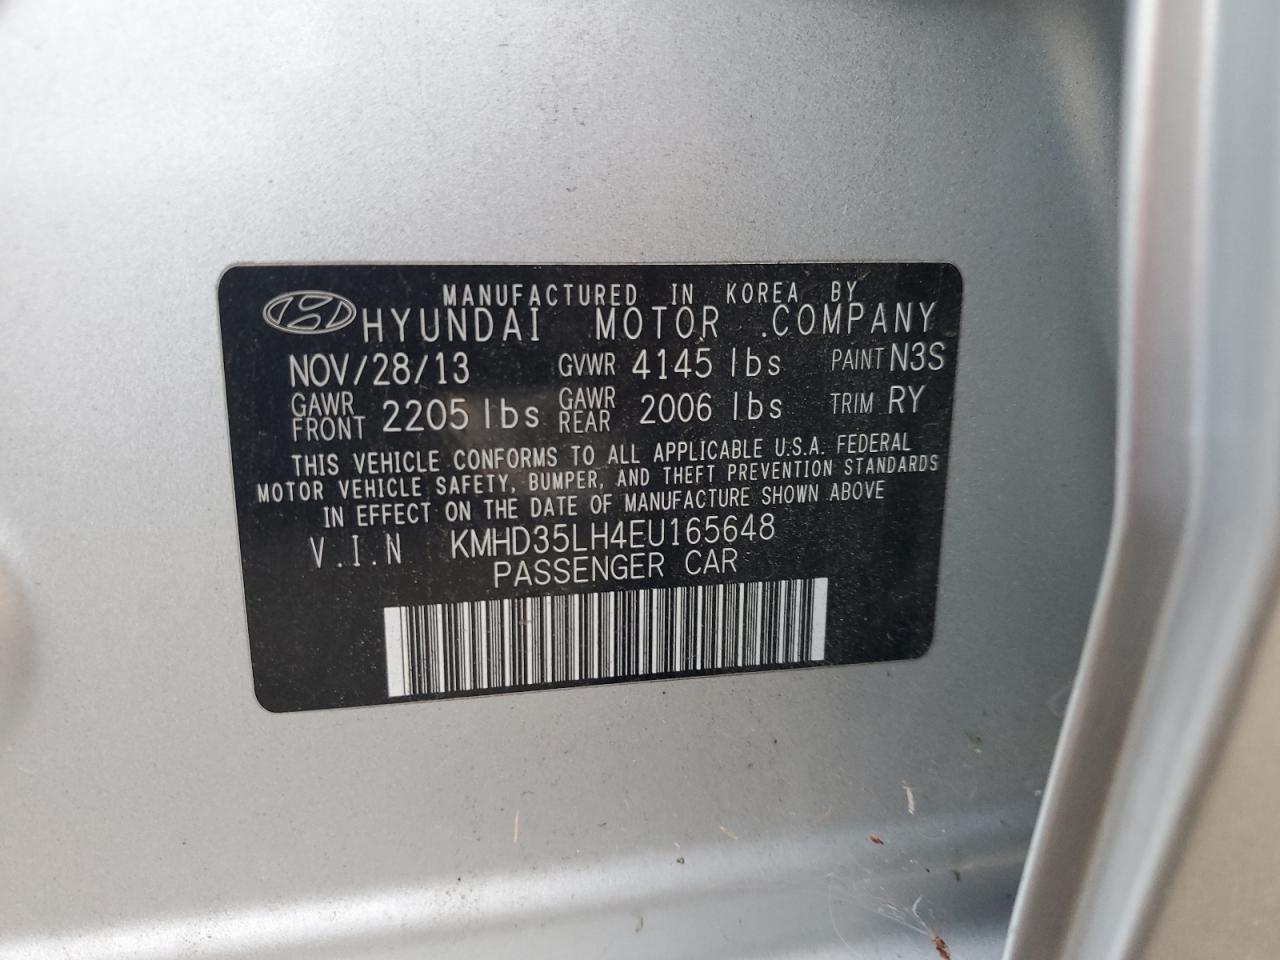 MANUFACTURED IN KOREA BY
HYUNDAI MOTOR COMPANY
NOV/28/13 GVWR 4145 lbs PAINT N3S
GAWR FRONT 2205 lbs GAWR REAR 2006 lbs TRIM RY
THIS VEHICLE CONFORMS TO ALL APPLICABLE U.S.A. FEDERAL
MOTOR VEHICLE SAFETY, BUMPER, AND THEFT PREVENTION STANDARDS
IN EFFECT ON THE DATE OF MANUFACTURE SHOWN ABOVE
V.I.N KMHD35LH4EU165648
PASSENGER CAR